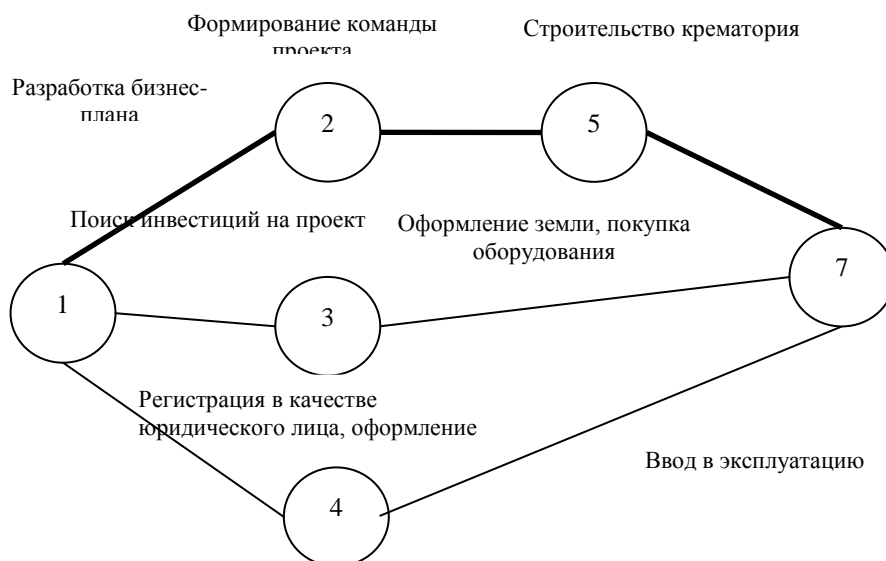 Формирование команды
проекта
Строительство крематория
Разработка бизнес-
плана
2
5
Поиск инвестиций на проект
Оформление земли, покупка
оборудования
7
1
3
Регистрация в качестве
юридического лица, оформление
Ввод в эксплуатацию
4